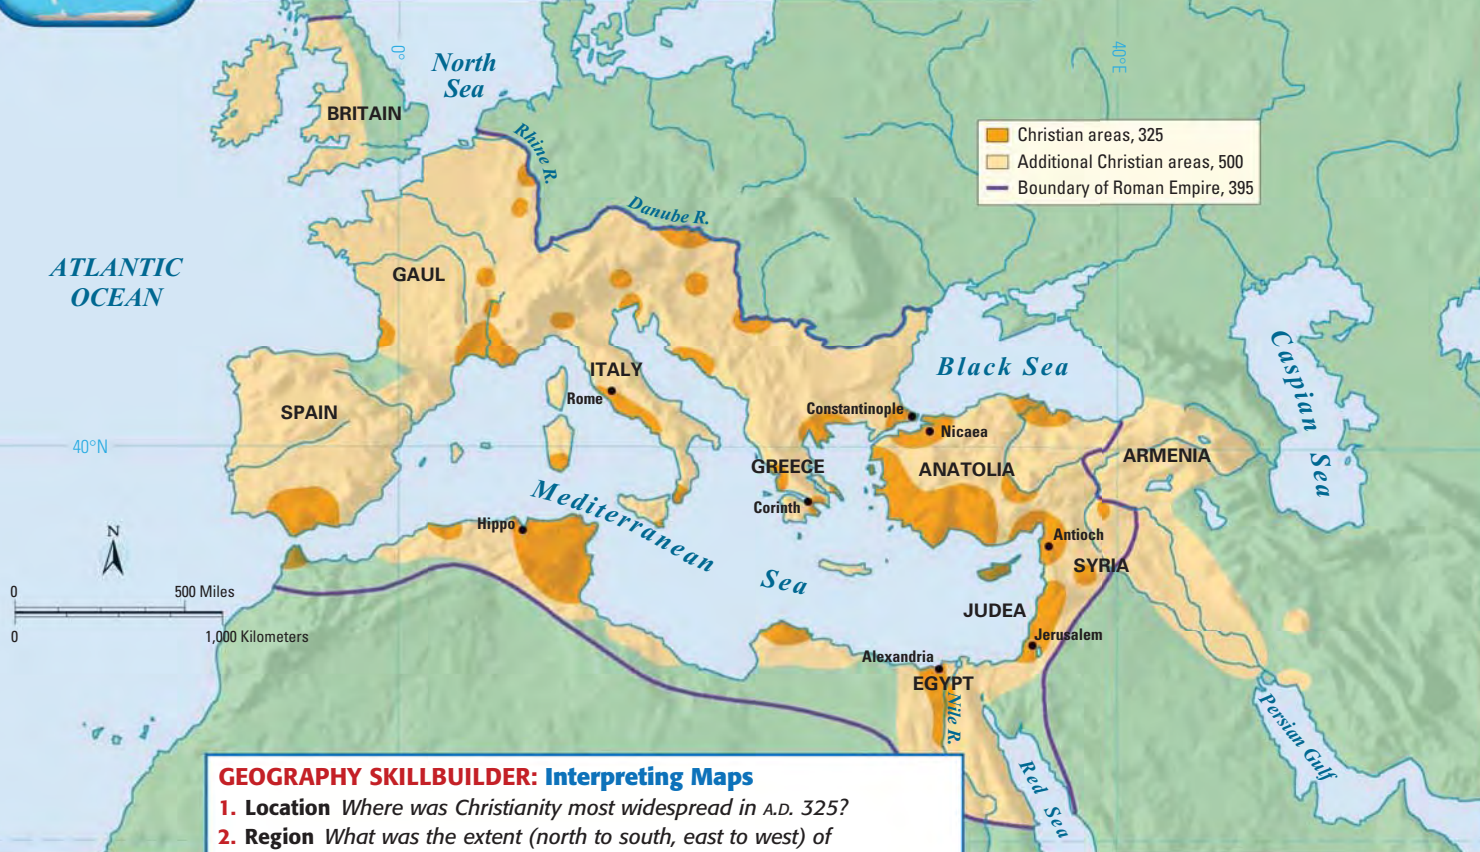 0°
North
Sea
40°E
BRITAIN
Rhine R.
Christian areas, 325
Additional Christian areas, 500
Boundary of Roman Empire, 395
Danube R.
ATLANTIC
OCEAN
GAUL
Black Sea
Caspian Sea
ITALY
Rome
SPAIN
Constantinople
Nicaea
40°N
GREECE
ANATOLIA
ARMENIA
Corinth
Mediterranean Sea
Hippo
Antioch
SYRIA
N
0 500 Miles
0 1,000 Kilometers
JUDEA
Jerusalem
Alexandria
EGYPT
Nile R.
Persian Gulf
Red Sea
GEOGRAPHY SKILLBUILDER: Interpreting Maps
1. Location Where was Christianity most widespread in A.D. 325?
2. Region What was the extent (north to south, east to west) of